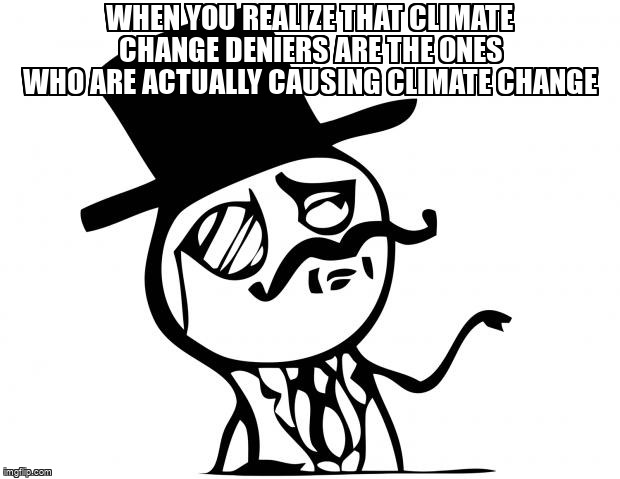 WHEN YOU REALIZE THAT CLIMATE
CHANGE DENIERS ARE THE ONES
WHO ARE ACTUALLY CAUSING CLIMATE CHANGE
imgflip.com